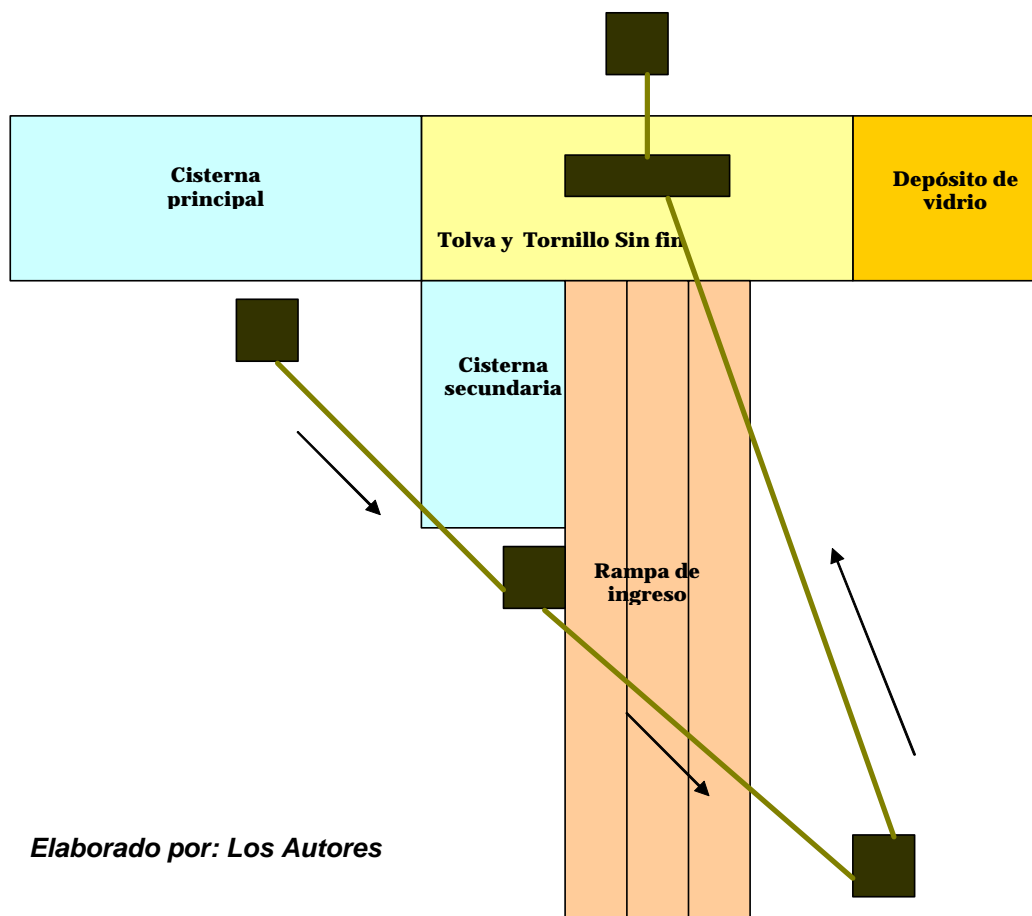 Cisterna
principal
Depósito de
vidrio
Tolva y Tornillo Sin fin
Cisterna
secundaria
Rampa de
ingreso
Elaborado por: Los Autores